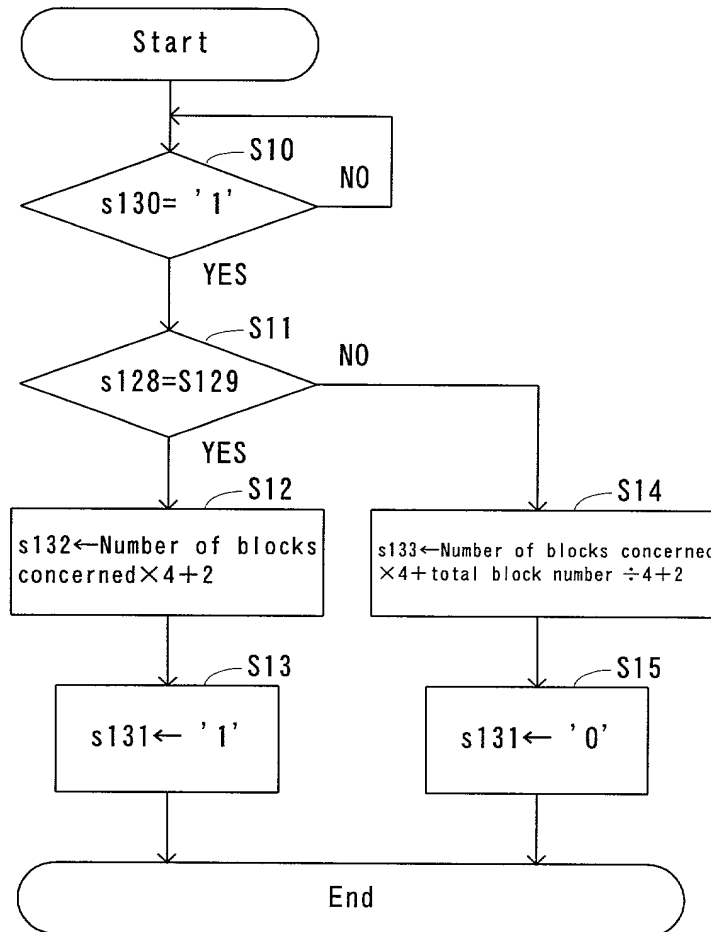 Start
S10
s130= '1'
NO
YES
S11
s128=S129
NO
YES
S12
s132←Number of blocks
concerned×4+2
S14
s133←Number of blocks concerned
×4+total block number ÷4+2
S13
s131← '1'
S15
s131← '0'
End